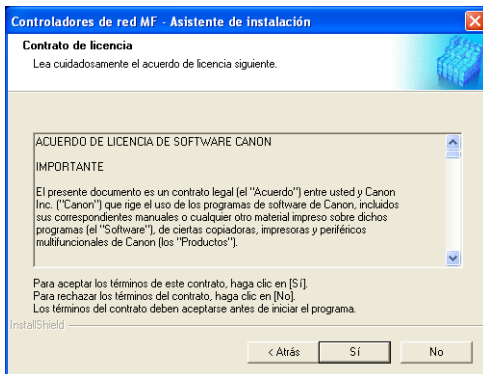 Controladores de red MF - Asistente de instalación
Contrato de licencia
Lea cuidadosamente el acuerdo de licencia siguiente.
ACUERDO DE LICENCIA DE SOFTWARE CANON
IMPORTANTE
El presente documento es un contrato legal (el "Acuerdo") entre usted y Canon
Inc. ("Canon") que rige el uso de los programas de software de Canon, incluidos
sus correspondientes manuales o cualquier otro material impreso sobre dichos
programas (el "Software"), de ciertas copiadoras, impresoras y periféricos
multifuncionales de Canon (los "Productos").
Para aceptar los términos de este contrato, haga clic en [Sí].
Para rechazar los términos del contrato, haga clic en [No].
Los términos del contrato deben aceptarse antes de iniciar el programa.
InstallShield
< Atrás
Sí
No